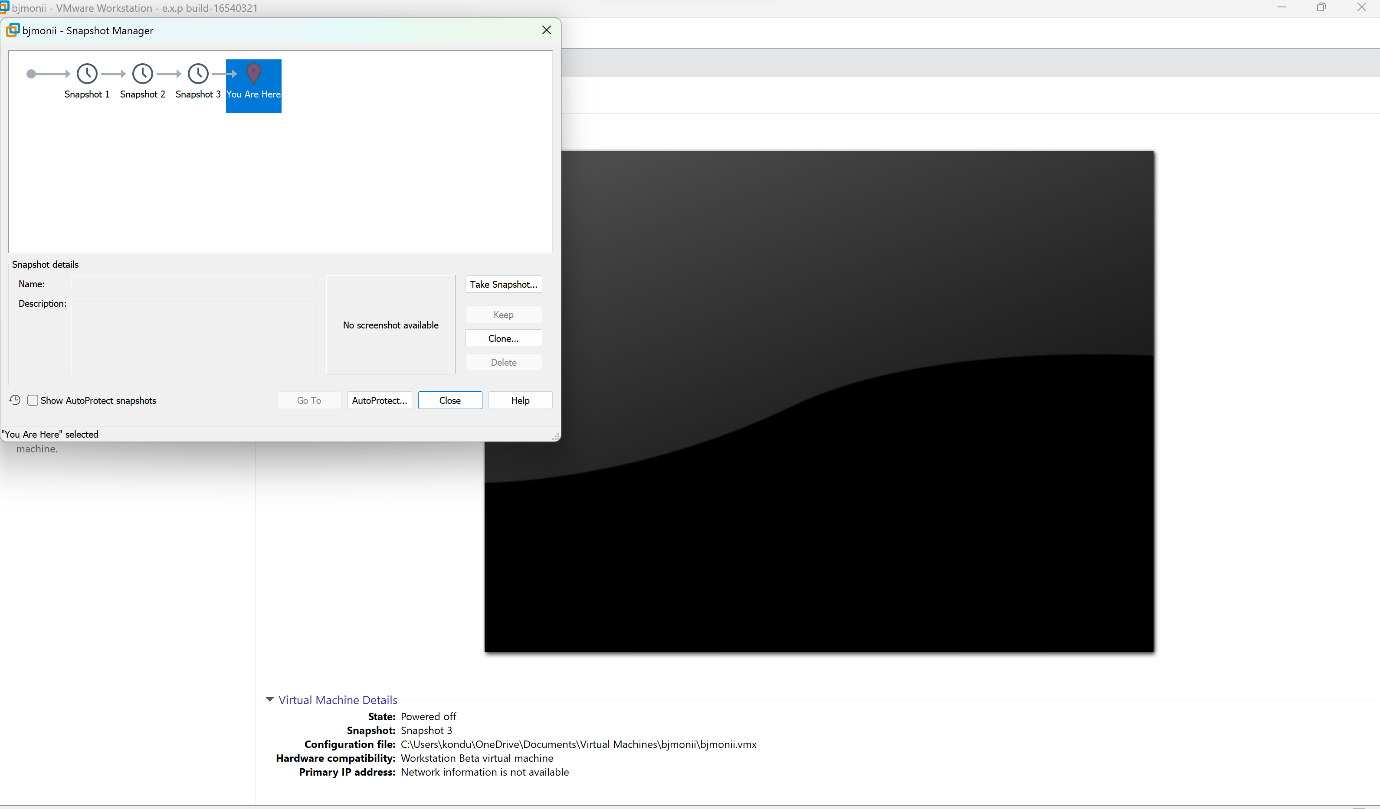 bjmonii - VMware Workstation - e.x.p build-16540321
bjmonii - Snapshot Manager
Snapshot 1
Snapshot 2
Snapshot 3
You Are Here
Snapshot details
Name:
Description:
No screenshot available
Take Snapshot...
Keep
Clone...
Delete
Show AutoProtect snapshots
Go To
AutoProtect...
Close
Help
"You Are Here" selected
machine.
Virtual Machine Details
State: Powered off
Snapshot: Snapshot 3
Configuration file: C:\Users\kondu\OneDrive\Documents\Virtual Machines\bjmonii\bjmonii.vmx
Hardware compatibility: Workstation Beta virtual machine
Primary IP address: Network information is not available